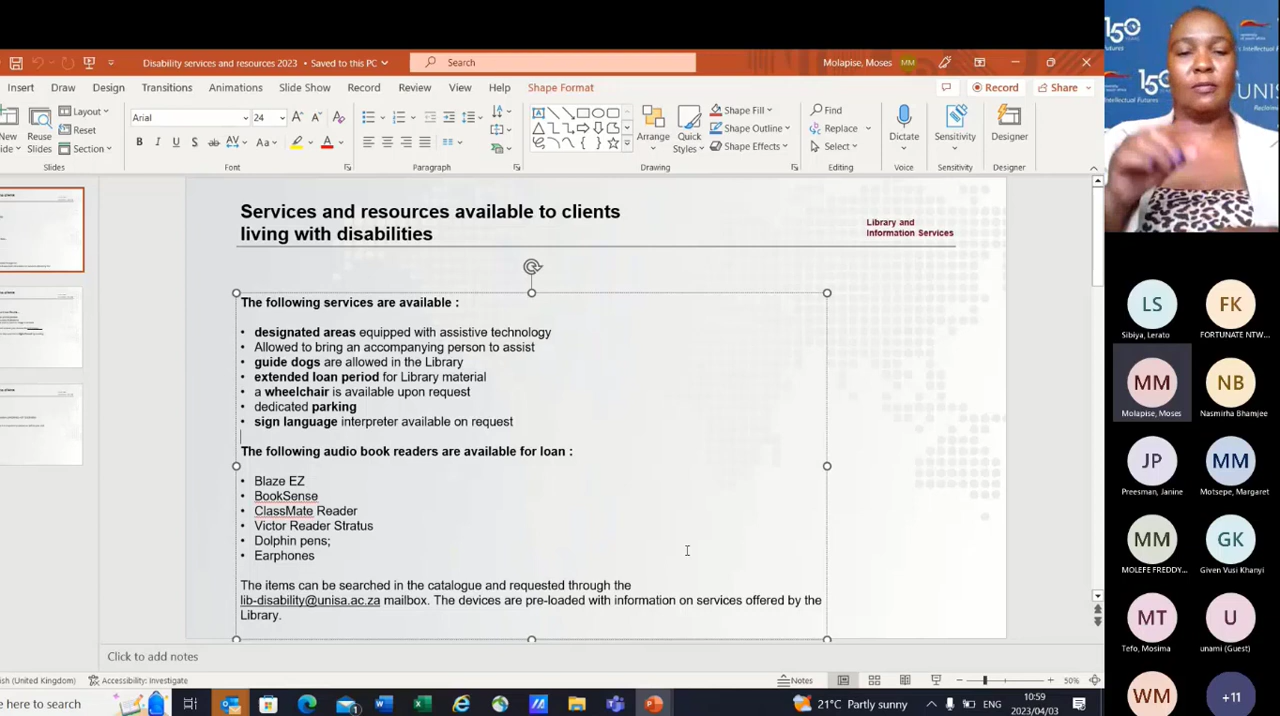 Disability services and resources 2023 • Saved to this PC
Search
Molapise, Moses MM
Insert Draw Design Transitions Animations Slide Show Record Review View Help Shape Format
Record Share
New Reuse Slides
Layout
Reset
Section
Arial 24
Arrange Quick Styles
Shape Fill
Shape Outline
Shape Effects
Find
Replace
Select
Dictate Sensitivity Designer
Slides Font Paragraph Drawing Editing Voice Sensitivity Designer
Services and resources available to clients
living with disabilities
Library and
Information Services
The following services are available :
• designated areas equipped with assistive technology
• Allowed to bring an accompanying person to assist
• guide dogs are allowed in the Library
• extended loan period for Library material
• a wheelchair is available upon request
• dedicated parking
• sign language interpreter available on request
The following audio book readers are available for loan :
• Blaze EZ
• BookSense
• ClassMate Reader
• Victor Reader Stratus
• Dolphin pens;
• Earphones
The items can be searched in the catalogue and requested through the
lib-disability@unisa.ac.za mailbox. The devices are pre-loaded with information on services offered by the
Library.
Click to add notes
sh (United Kingdom) Accessibility: Investigate
Notes 50%
here to search
21°C Partly sunny ENG 10:59
2023/04/03
150
UNIS
Intellectual Futures
LS FK
Sibiya, Lerato FORTUNATE NTW...
MM NB
Molapise, Moses Nasmirha Bhamjee
JP MM
Preesman, Janine Motsepe, Margaret
MM GK
MOLEFE FREDDY... Given Vusi Khanyi
MT U
Tefo, Mosima unami (Guest)
WM +11